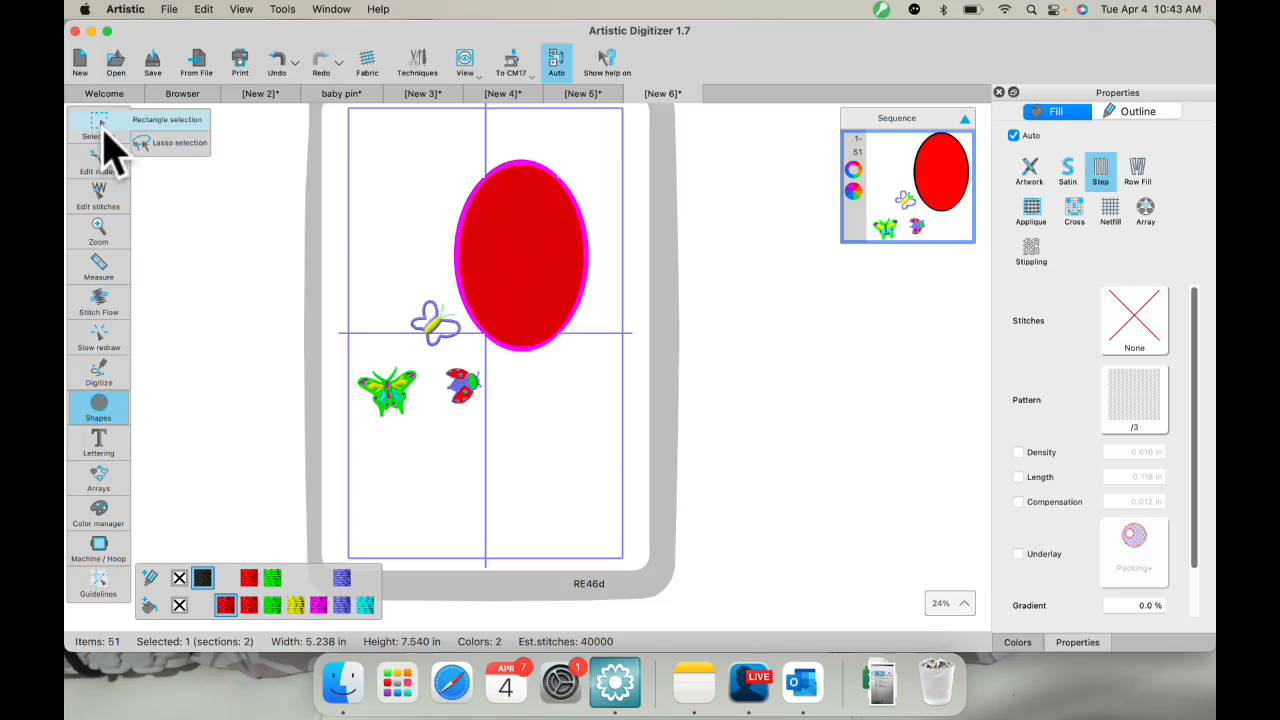 Artistic File Edit View Tools Window Help Tue Apr 4 10:43 AM
Artistic Digitizer 1.7
New Open Save From File Print Undo Redo Fabric Techniques View To CM17 Auto Show help on
Welcome Browser [New 2]* baby pin* [New 3]* [New 4]* [New 5]* [New 6]*
Properties
Fill Outline
Rectangle selection
Lasso selection
Sequence
1-
51
Auto
Artwork Satin Step Row Fill
Applique Cross Netfill Array
Stippling
Edit stitches
Zoom
Measure
Stitch Flow
Slow redraw
Digitize
Shapes
Lettering
Arrays
Color manager
Machine / Hoop
Guidelines
Stitches
None
Pattern
/3
Density 0.016 in
Length 0.118 in
Compensation 0.012 in
Underlay
Packing+
Gradient 0.0 %
RE46d
24%
Items: 51 Selected: 1 (sections: 2) Width: 5.238 in Height: 7.540 in Colors: 2 Est.stitches: 40000
Colors Properties
APR 7
4
1
LIVE